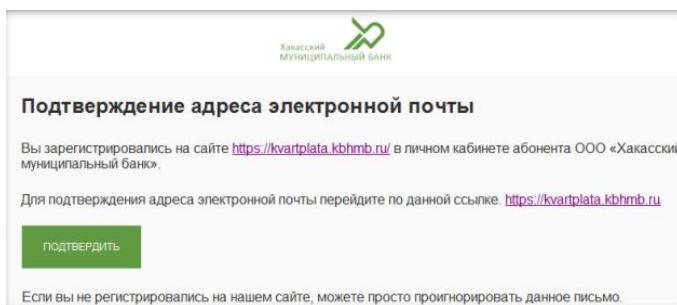 Хакасский
МУНИЦИПАЛЬНЫЙ БАНК
Подтверждение адреса электронной почты
Вы зарегистрировались на сайте https://kvartplata.kbhmb.ru/ в личном кабинете абонента ООО «Хакасский
муниципальный банк».
Для подтверждения адреса электронной почты перейдите по данной ссылке. https://kvartplata.kbhmb.ru
ПОДТВЕРДИТЬ
Если вы не регистрировались на нашем сайте, можете просто проигнорировать данное письмо.